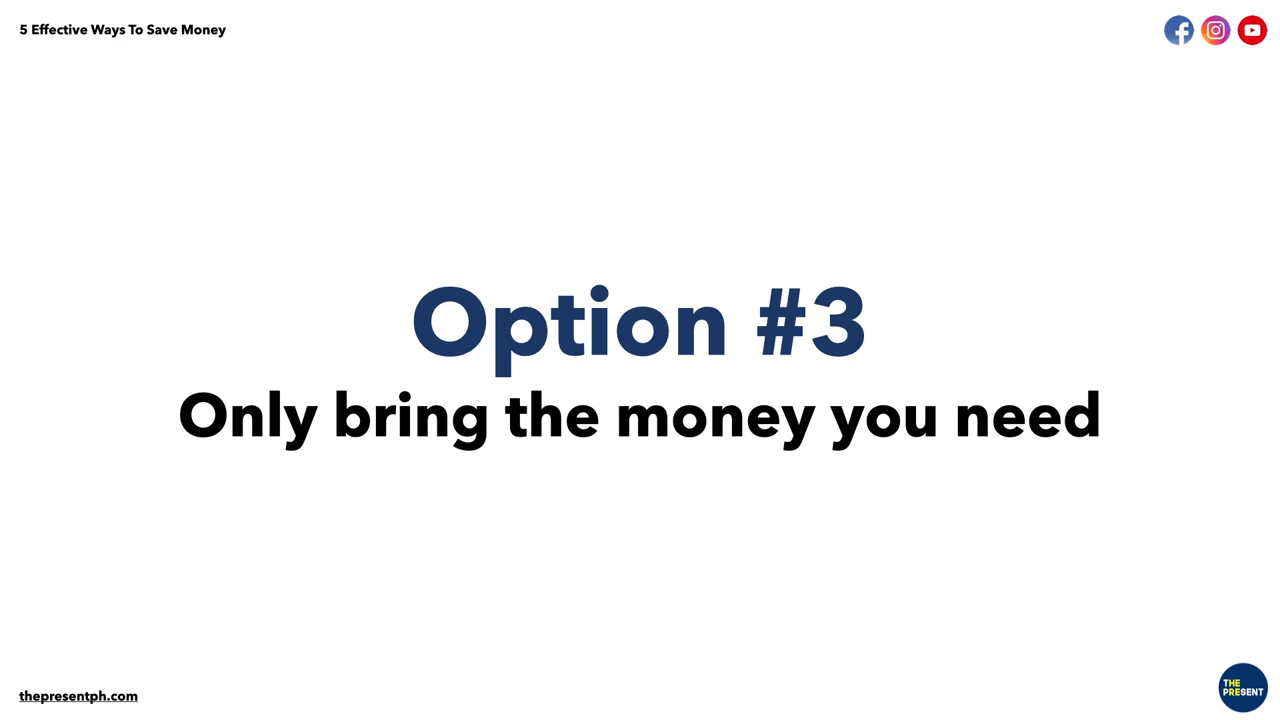 5 Effective Ways To Save Money
Option #3
Only bring the money you need
thepresentph.com
THE
PRESENT